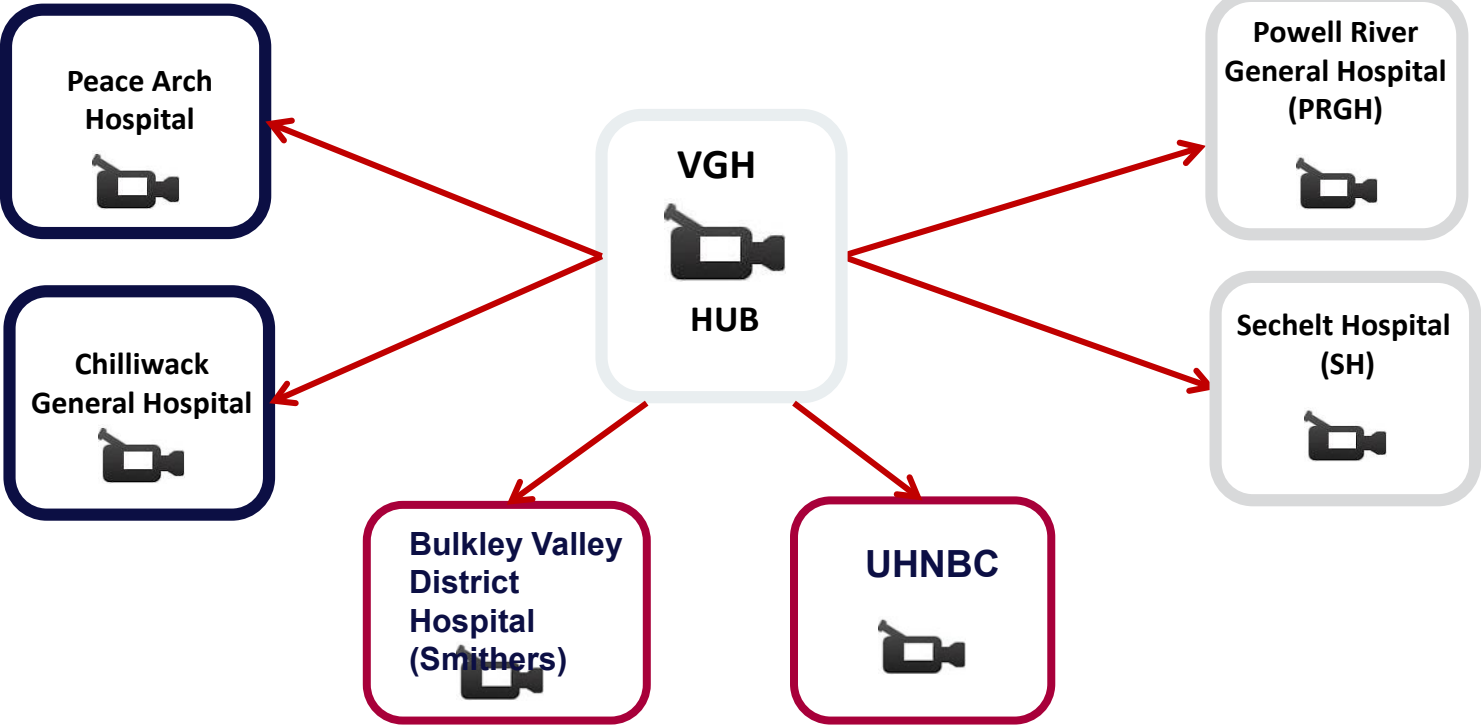 Peace Arch
Hospital
Chilliwack
General Hospital
VGH
HUB
Powell River
General Hospital
(PRGH)
Sechelt Hospital
(SH)
Bulkley Valley
District
Hospital
(Smithers)
UHNBC